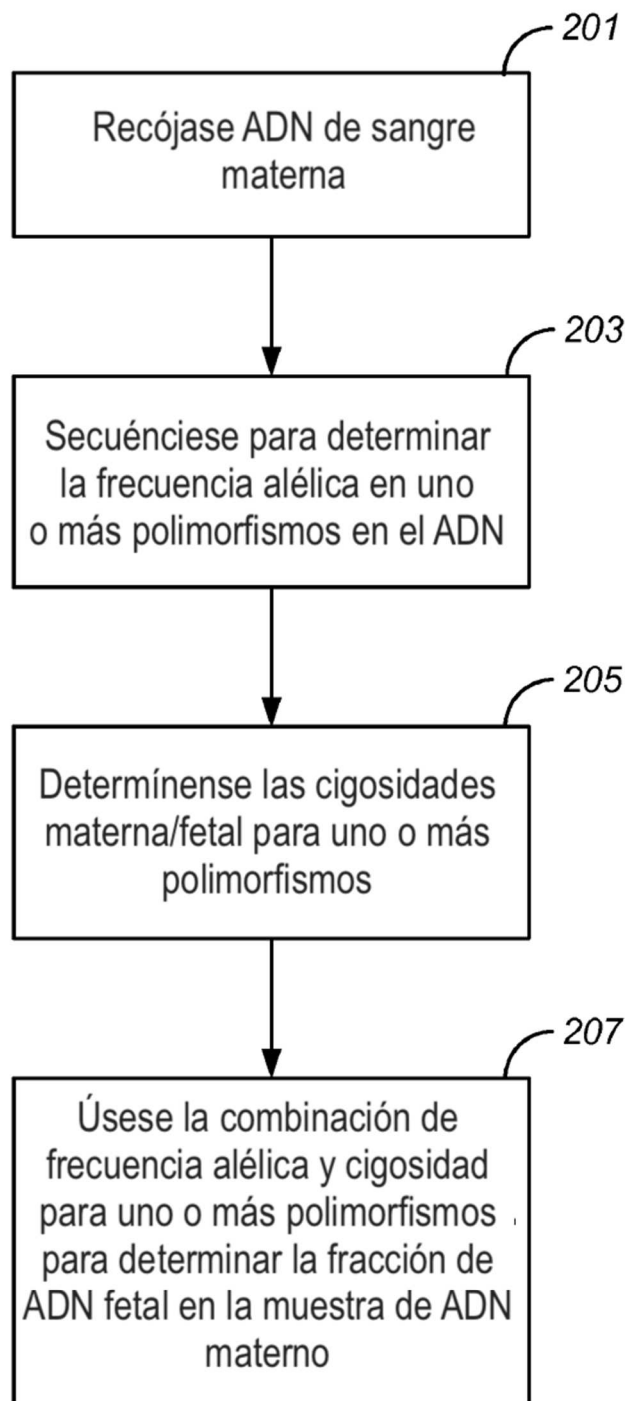 201
Recójase ADN de sangre
materna
203
Secuénciese para determinar
la frecuencia alélica en uno
o más polimorfismos en el ADN
205
Determínense las cigosidades
materna/fetal para uno o más
polimorfismos
207
Úsese la combinación de
frecuencia alélica y cigosidad
para uno o más polimorfismos
para determinar la fracción de
ADN fetal en la muestra de ADN
materno